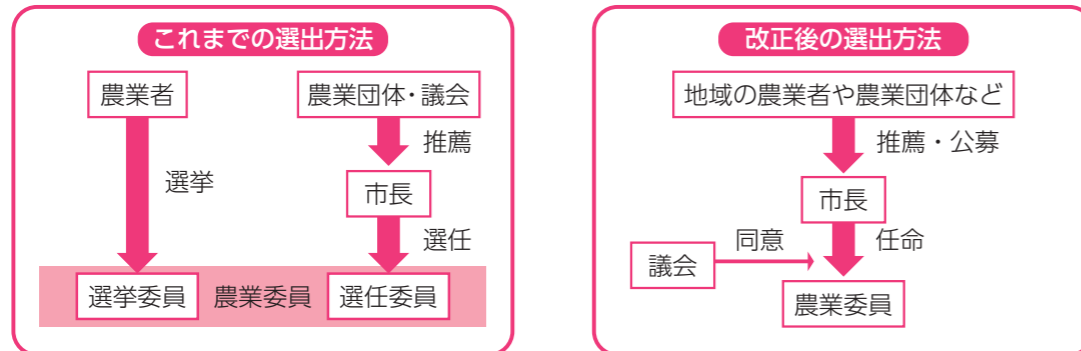 これまでの選出方法
農業者
農業団体・議会
推薦
選挙
市長
選任
選挙委員
農業委員
選任委員
改正後の選出方法
地域の農業者や農業団体など
推薦・公募
市長
同意
任命
議会
農業委員